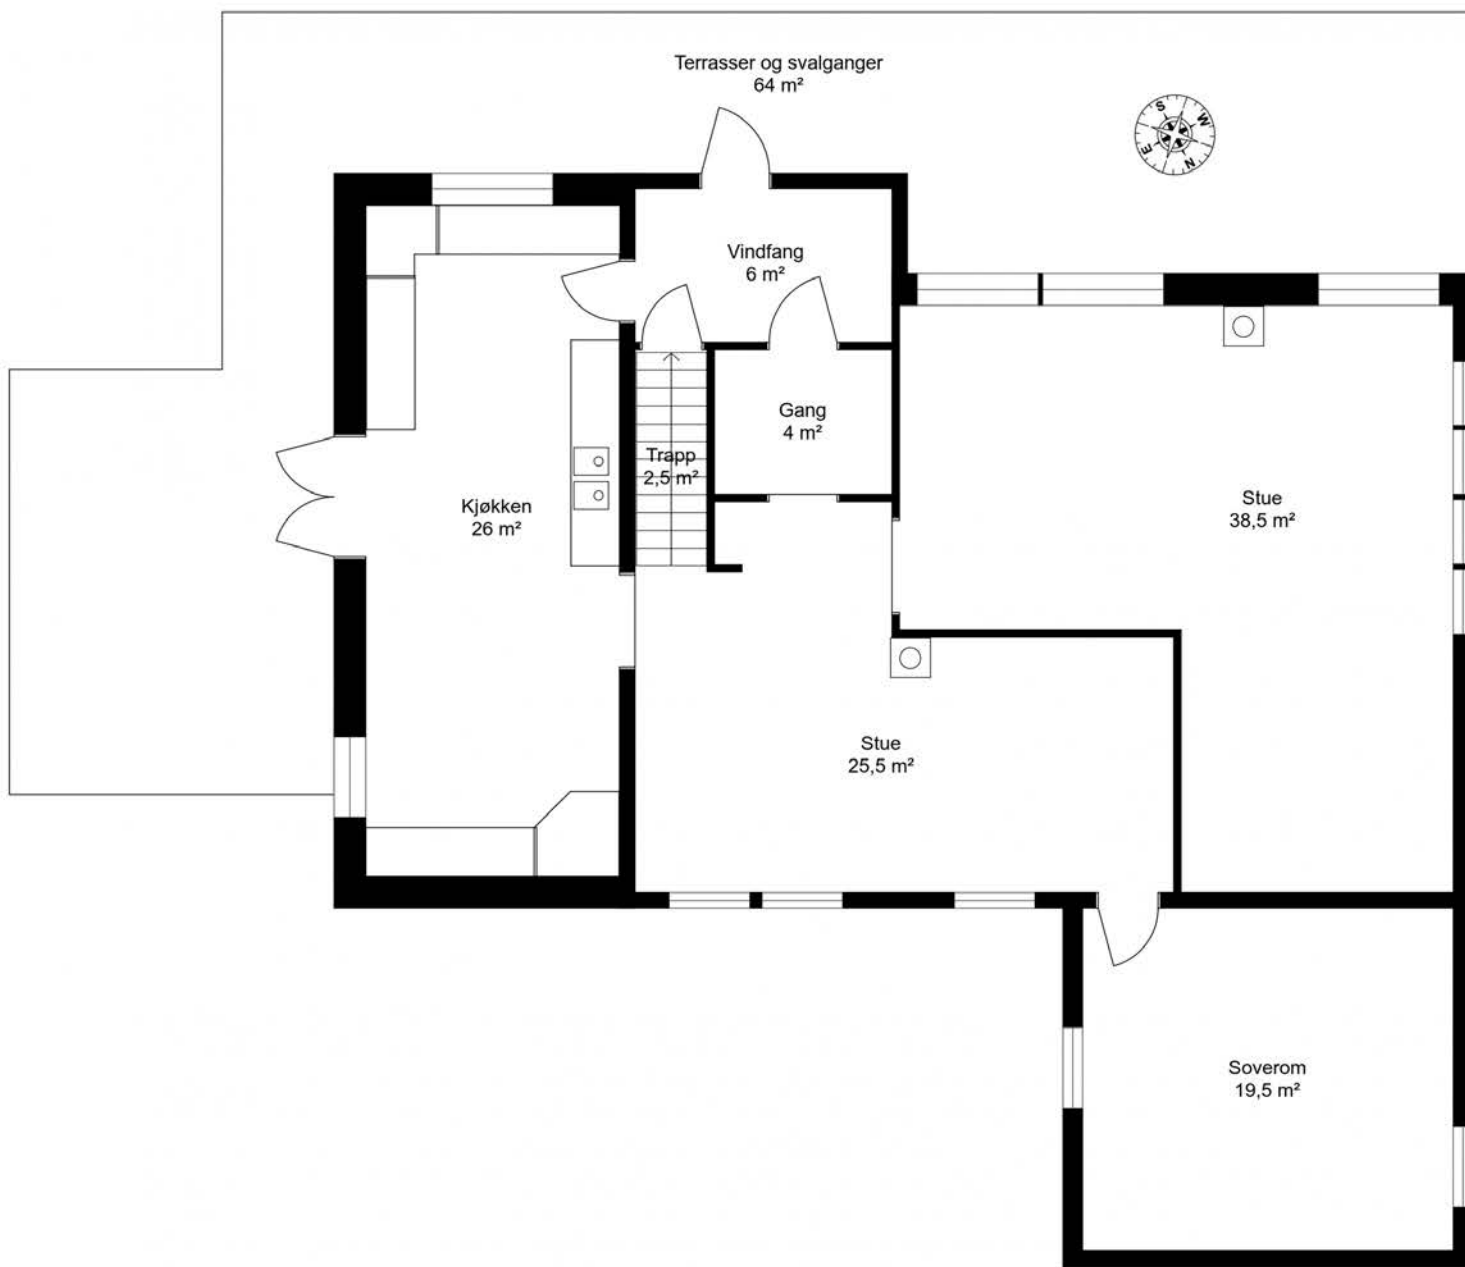 Terrasser og svalganger
64 m²
S
W
E
N
Vindfang
6 m²
Gang
4 m²
Trapp
2,5 m²
Kjøkken
26 m²
Stue
38,5 m²
Stue
25,5 m²
Soverom
19,5 m²